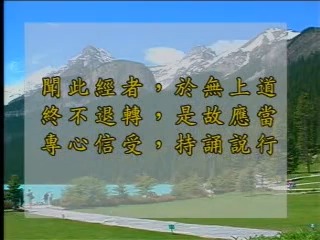 聞此經者，於無上道
終不退轉，是故應當
專心信受，持誦說行